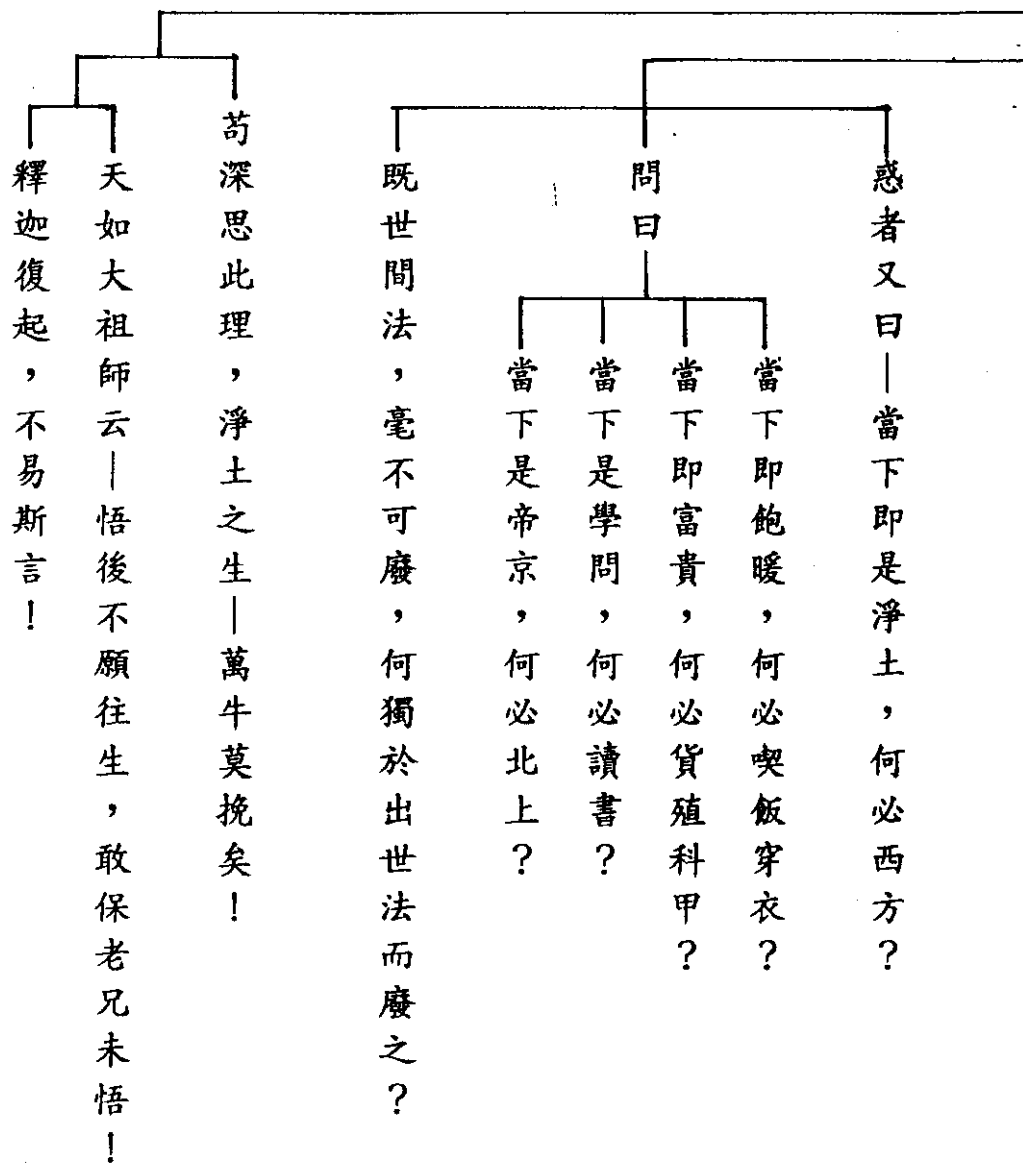 惑者又曰—當下即是淨土，何必西方？
問曰
當下即飽暖，何必喫飯穿衣？
當下即富貴，何必貨殖科甲？
當下是學問，何必讀書？
當下是帝京，何必北上？
既世間法，毫不可廢，何獨於出世法而廢之？
苟深思此理，淨土之生—萬牛莫挽矣！
天如大祖師云—悟後不願往生，敢保老兄未悟！
釋迦復起，不易斯言！